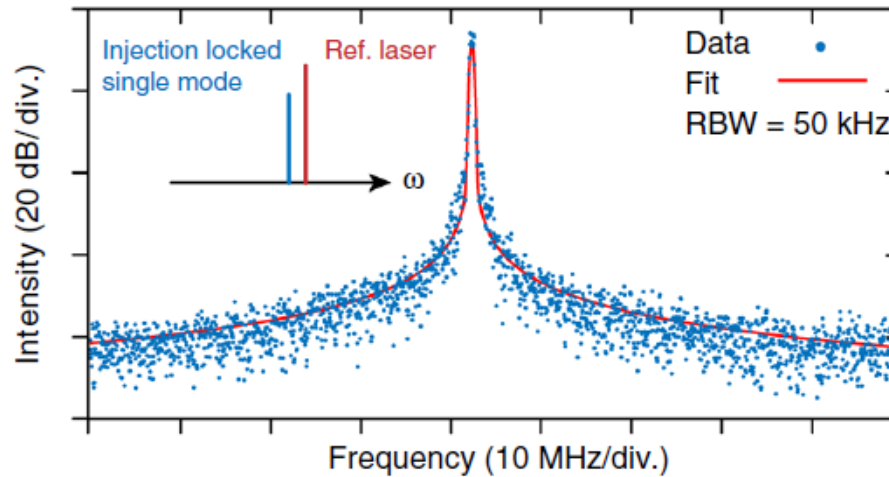 Injection locked
single mode
Ref. laser
Data
Fit
RBW = 50 kHz
ω
Intensity (20 dB/div.)
Frequency (10 MHz/div.)